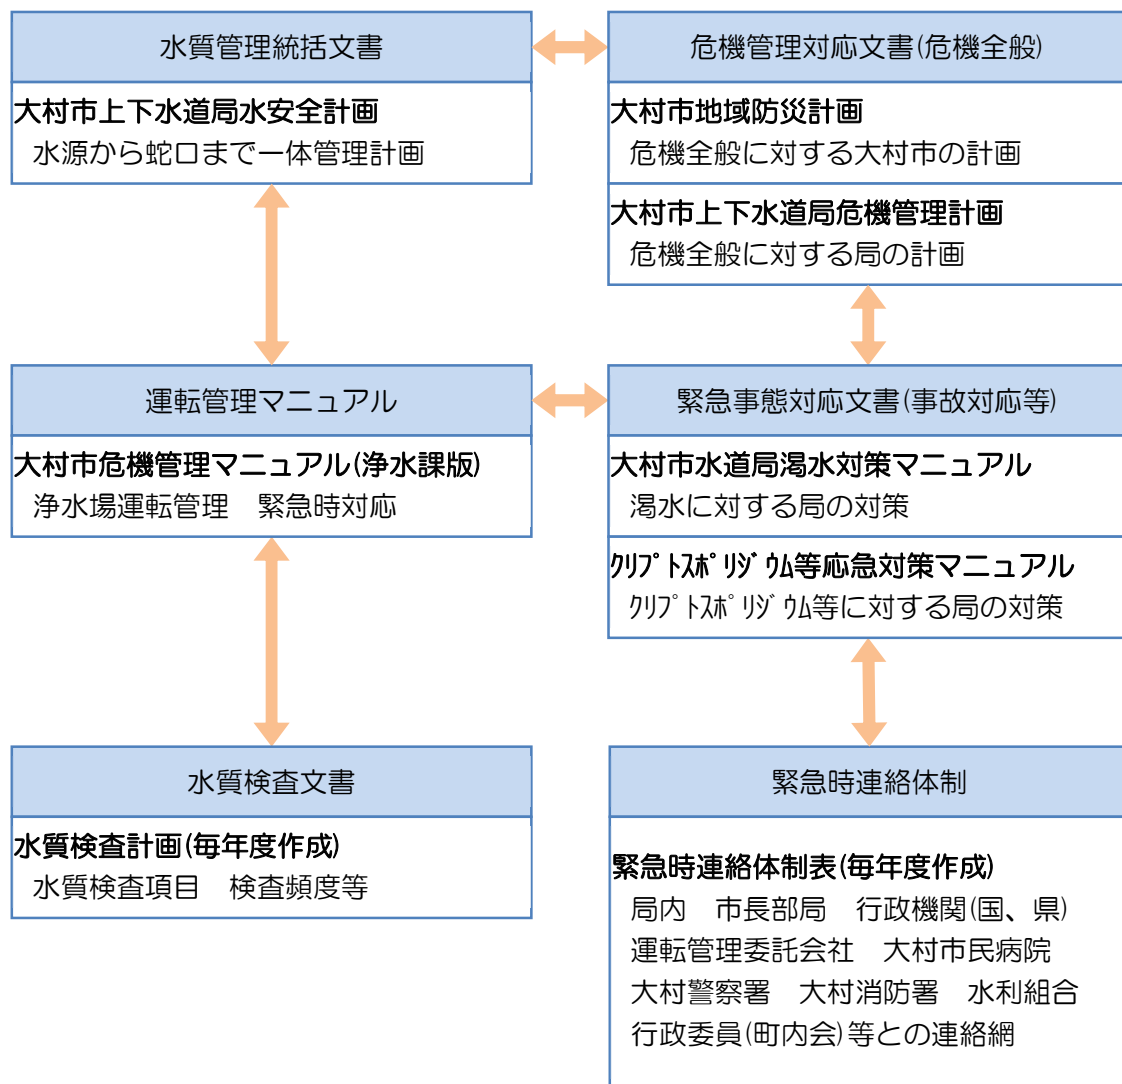 水質管理統括文書
大村市上下水道局水安全計画
水源から蛇口まで一体管理計画
危機管理対応文書(危機全般)
大村市地域防災計画
危機全般に対する大村市の計画
大村市上下水道局危機管理計画
危機全般に対する局の計画
運転管理マニュアル
大村市危機管理マニュアル(浄水課版)
浄水場運転管理　緊急時対応
緊急事態対応文書(事故対応等)
大村市水道局渇水対策マニュアル
渇水に対する局の対策
ｸﾘﾌﾟﾄｽﾎﾟﾘｼﾞｳﾑ等応急対策マニュアル
ｸﾘﾌﾟﾄｽﾎﾟﾘｼﾞｳﾑ等に対する局の対策
水質検査文書
水質検査計画(毎年度作成)
水質検査項目　検査頻度等
緊急時連絡体制
緊急時連絡体制表(毎年度作成)
局内　市長部局　行政機関(国、県)
運転管理委託会社　大村市民病院
大村警察署　大村消防署　水利組合
行政委員(町内会)等との連絡網